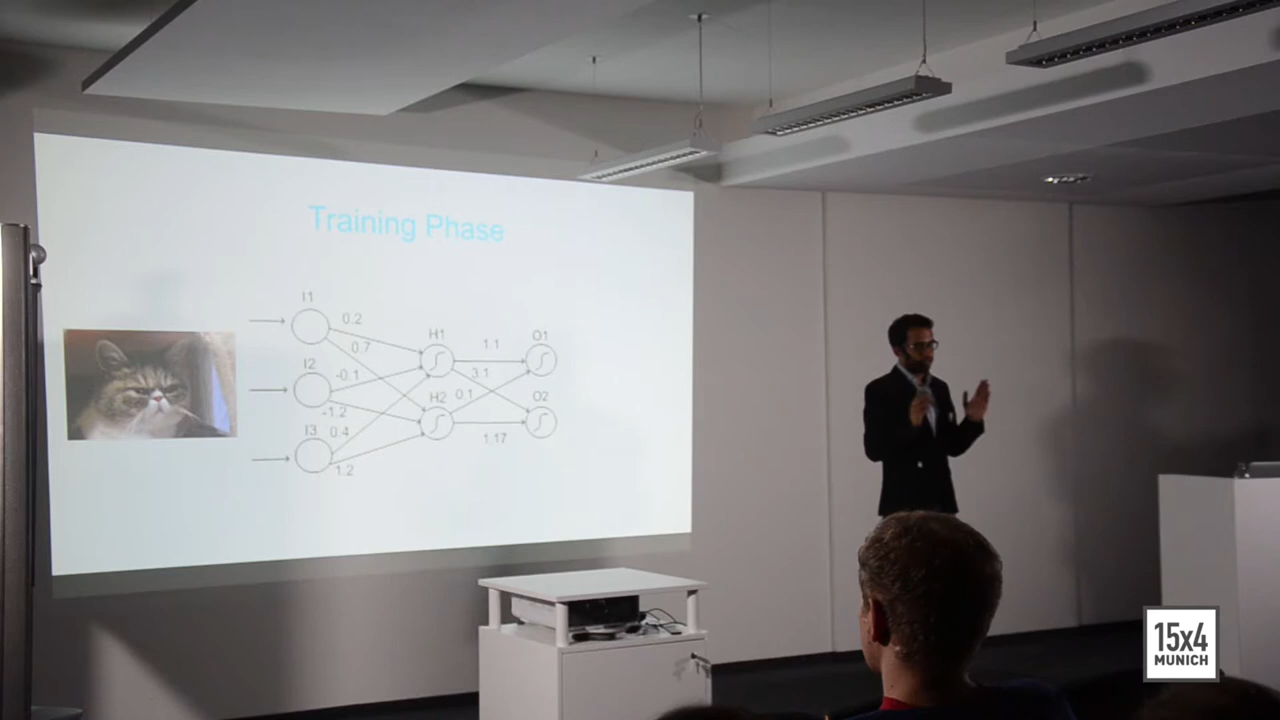 Training Phase
I1
0.2
H1
1.1
O1
0.7
I2
-0.1
3.1
H2
0.1
O2
-1.2
I3
0.4
1.17
1.2
15x4
MUNICH